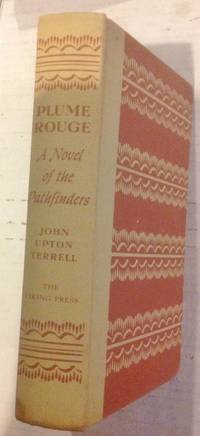 PLUME
ROUGE
A Novel
of the
Pathfinders
JOHN
UPTON
TERRELL
THE
VIKING PRESS